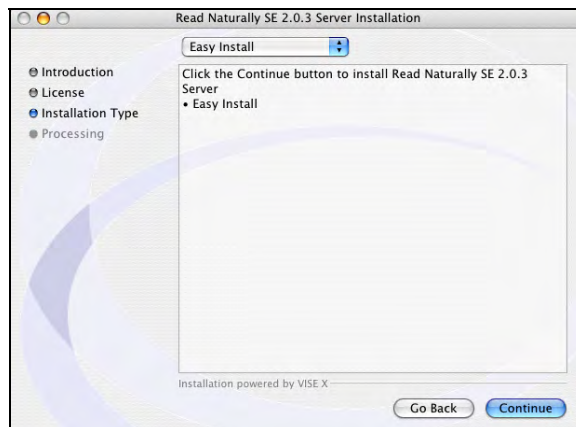 Read Naturally SE 2.0.3 Server Installation
Easy Install
Introduction
License
Installation Type
Processing
Click the Continue button to install Read Naturally SE 2.0.3
Server
• Easy Install
Installation powered by VISE X
Go Back
Continue